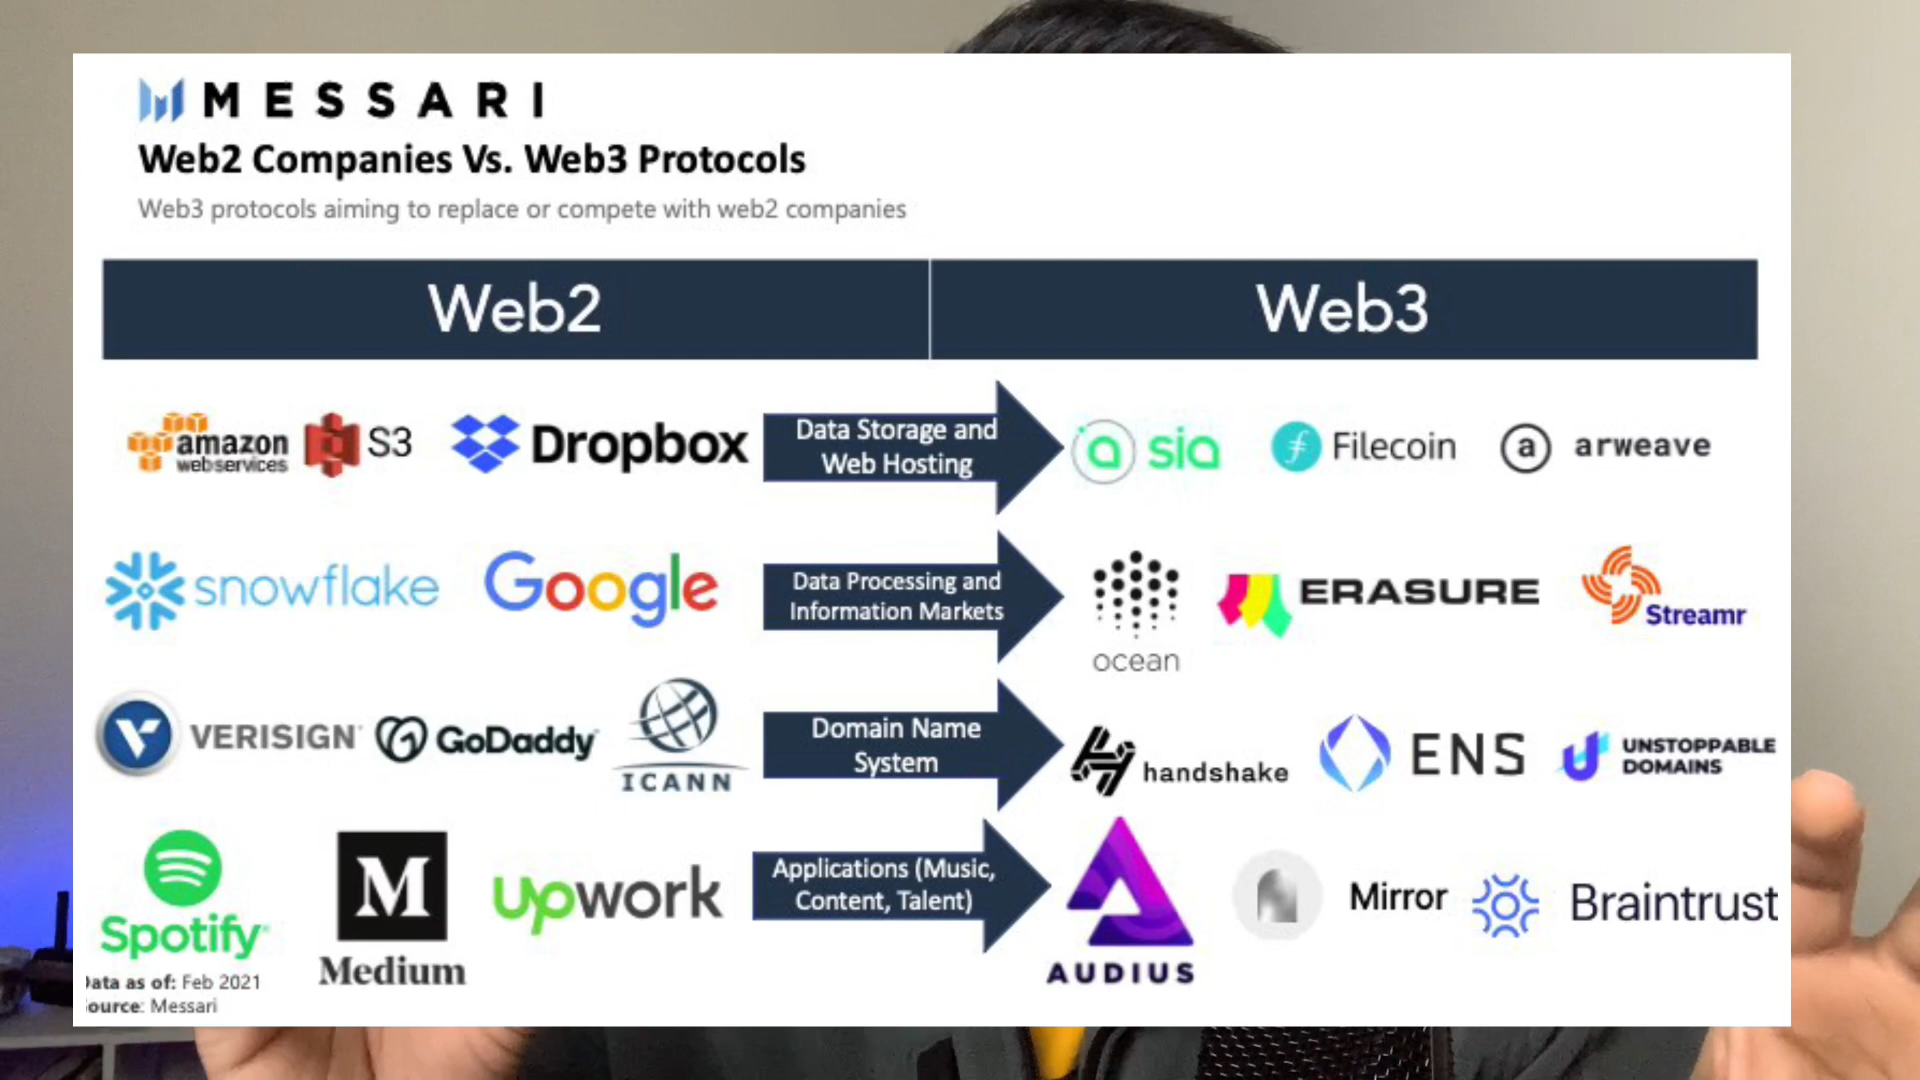 MESSARI
Web2 Companies Vs. Web3 Protocols
Web3 protocols aiming to replace or compete with web2 companies
Web2
Web3
amazon
webservices
S3
Dropbox
Data Storage and
Web Hosting
sia
Filecoin
a
arweave
snowflake
Google
Data Processing and
Information Markets
ocean
ERASURE
Streamr
VERISIGN
GoDaddy
ICANN
Domain Name
System
handshake
ENS
UNSTOPPABLE
DOMAINS
Spotify
M
Medium
Upwork
Applications (Music,
Content, Talent)
AUDIUS
Mirror
Braintrust
ata as of: Feb 2021
ource: Messari